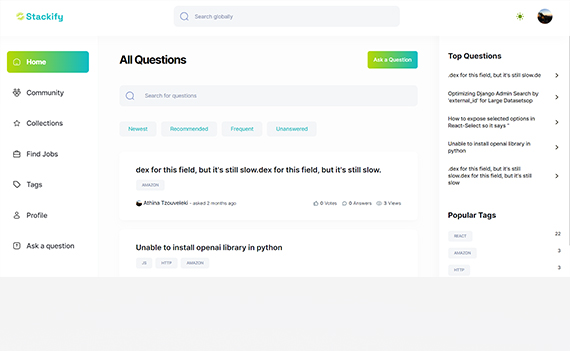 Stackify
Search globally
Home
Community
Collections
Find Jobs
Tags
Profile
Ask a question
All Questions
Ask a Question
Search for questions
Newest
Recommended
Frequent
Unanswered
dex for this field, but it's still slow.dex for this field, but it's still slow.
AMAZON
Athina Tzouveleki - asked 2 months ago
0 Votes
0 Answers
3 Views
Unable to install openai library in python
JS
HTTP
AMAZON
Top Questions
.dex for this field, but it's still slow.de
Optimizing Django Admin Search by
'external_id' for Large Datasetsop
How to expose selected options in
React-Select so it says "
Unable to install openai library in
python
.dex for this field, but it's still
slow.dex for this field, but it's still
slow
Popular Tags
REACT
22
AMAZON
3
HTTP
3